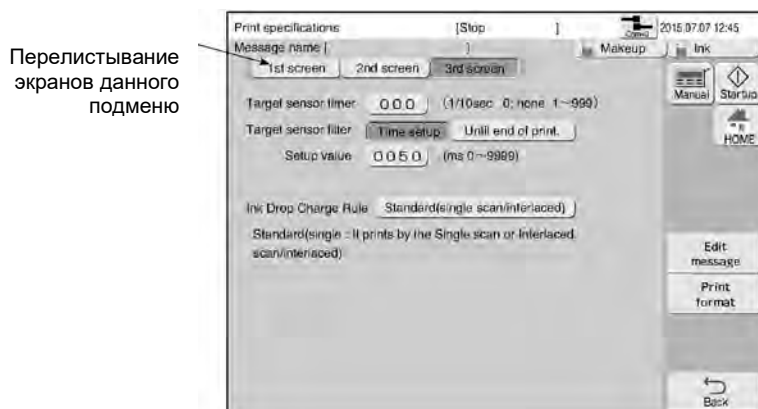 Перелистывание
экранов данного
подменю
Print specifications [Stop ] Com=0 2015.07.07 12:45
Message name [ ] Makeup Ink
1st screen 2nd screen 3rd screen
Manual Startup
HOME
Target sensor timer 000 (1/10sec 0: none 1~999)
Target sensor filter Time setup Until end of print.
Setup value 0050 (ms 0~9999)
Ink Drop Charge Rule Standard(single scan/interlaced)
Standard(single : It prints by the Single scan or Interlaced.
scan/interlaced)
Edit
message
Print
format
Back